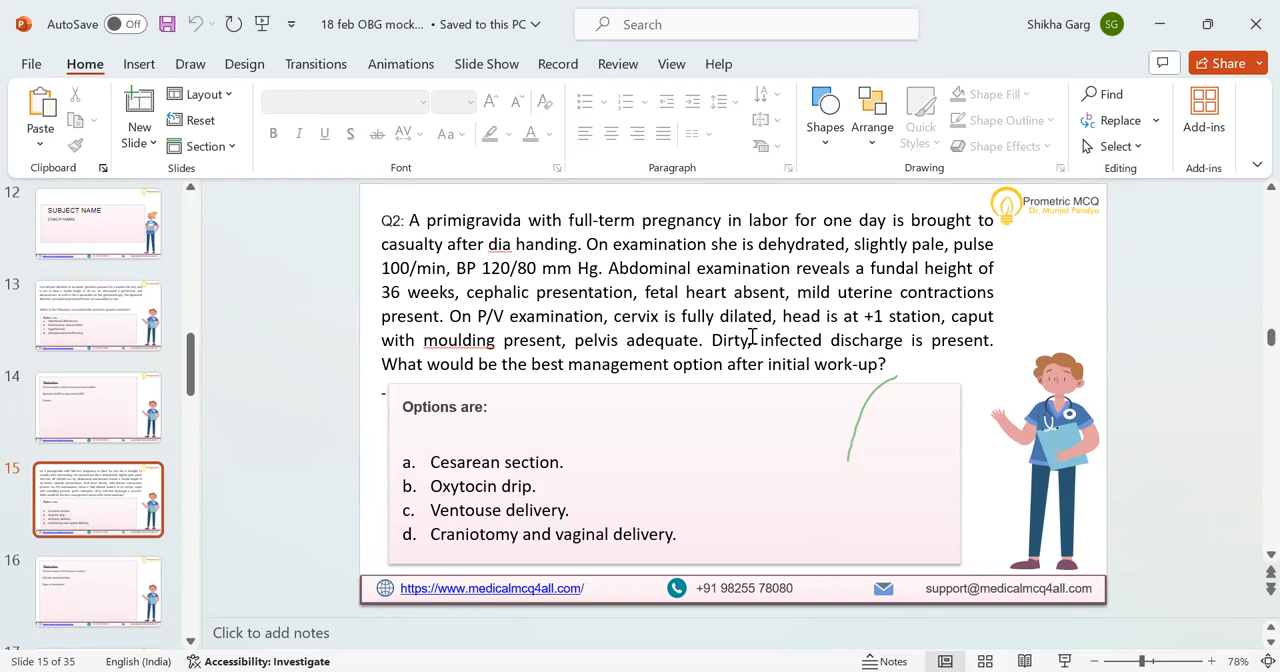 AutoSave Off 18 feb OBG mock... • Saved to this PC Search Shikha Garg SG
File Home Insert Draw Design Transitions Animations Slide Show Record Review View Help Share
Paste New Slide Layout Reset Section Find Replace Select
Shapes Arrange Quick Styles Shape Fill Shape Outline Shape Effects Add-ins
Clipboard Slides Font Paragraph Drawing Editing Add-ins
12
SUBJECT NAME
COACH NAME
13
14
15
16
Prometric MCQ
Dr. Munjal Pandya
Q2: A primigravida with full-term pregnancy in labor for one day is brought to
casualty after dia handing. On examination she is dehydrated, slightly pale, pulse
100/min, BP 120/80 mm Hg. Abdominal examination reveals a fundal height of
36 weeks, cephalic presentation, fetal heart absent, mild uterine contractions
present. On P/V examination, cervix is fully dilated, head is at +1 station, caput
with moulding present, pelvis adequate. Dirty, infected discharge is present.
What would be the best management option after initial work-up?
-
Options are:
a. Cesarean section.
b. Oxytocin drip.
c. Ventouse delivery.
d. Craniotomy and vaginal delivery.
https://www.medicalmcq4all.com/ +91 98255 78080 support@medicalmcq4all.com
Click to add notes
Slide 15 of 35 English (India) Accessibility: Investigate Notes 78%